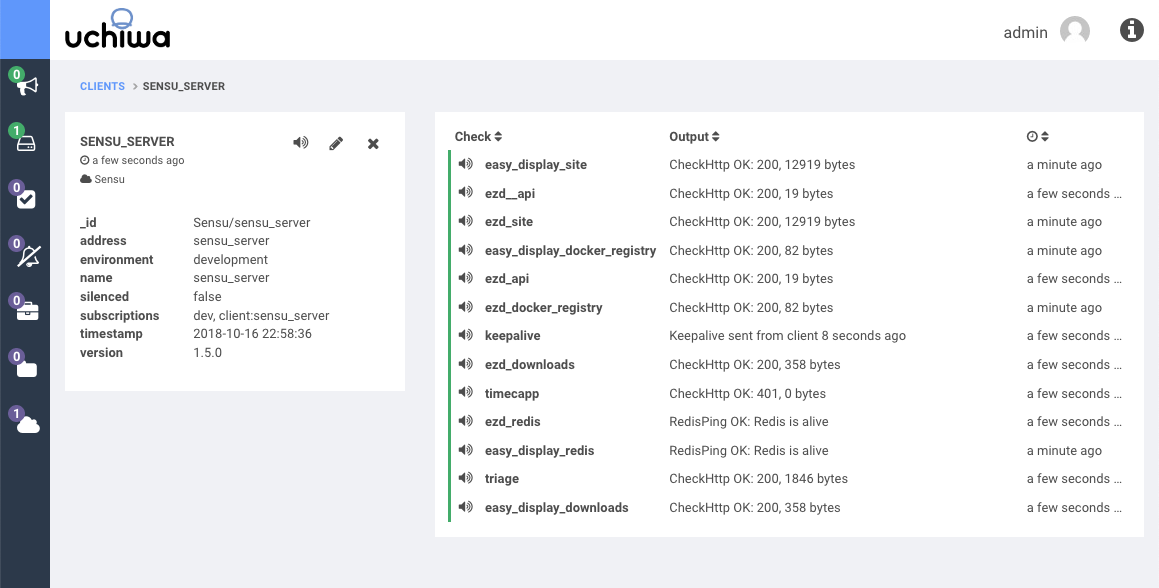 uchiwa
admin
0
1
0
0
0
0
1
CLIENTS > SENSU_SERVER
SENSU_SERVER
a few seconds ago
Sensu
_id Sensu/sensu_server
address sensu_server
environment development
name sensu_server
silenced false
subscriptions dev, client:sensu_server
timestamp 2018-10-16 22:58:36
version 1.5.0
Check Output
easy_display_site CheckHttp OK: 200, 12919 bytes a minute ago
ezd__api CheckHttp OK: 200, 19 bytes a few seconds ...
ezd_site CheckHttp OK: 200, 12919 bytes a minute ago
easy_display_docker_registry CheckHttp OK: 200, 82 bytes a minute ago
ezd_api CheckHttp OK: 200, 19 bytes a few seconds ...
ezd_docker_registry CheckHttp OK: 200, 82 bytes a minute ago
keepalive Keepalive sent from client 8 seconds ago a few seconds ...
ezd_downloads CheckHttp OK: 200, 358 bytes a few seconds ...
timecapp CheckHttp OK: 401, 0 bytes a few seconds ...
ezd_redis RedisPing OK: Redis is alive a few seconds ...
easy_display_redis RedisPing OK: Redis is alive a minute ago
triage CheckHttp OK: 200, 1846 bytes a few seconds ...
easy_display_downloads CheckHttp OK: 200, 358 bytes a few seconds ...